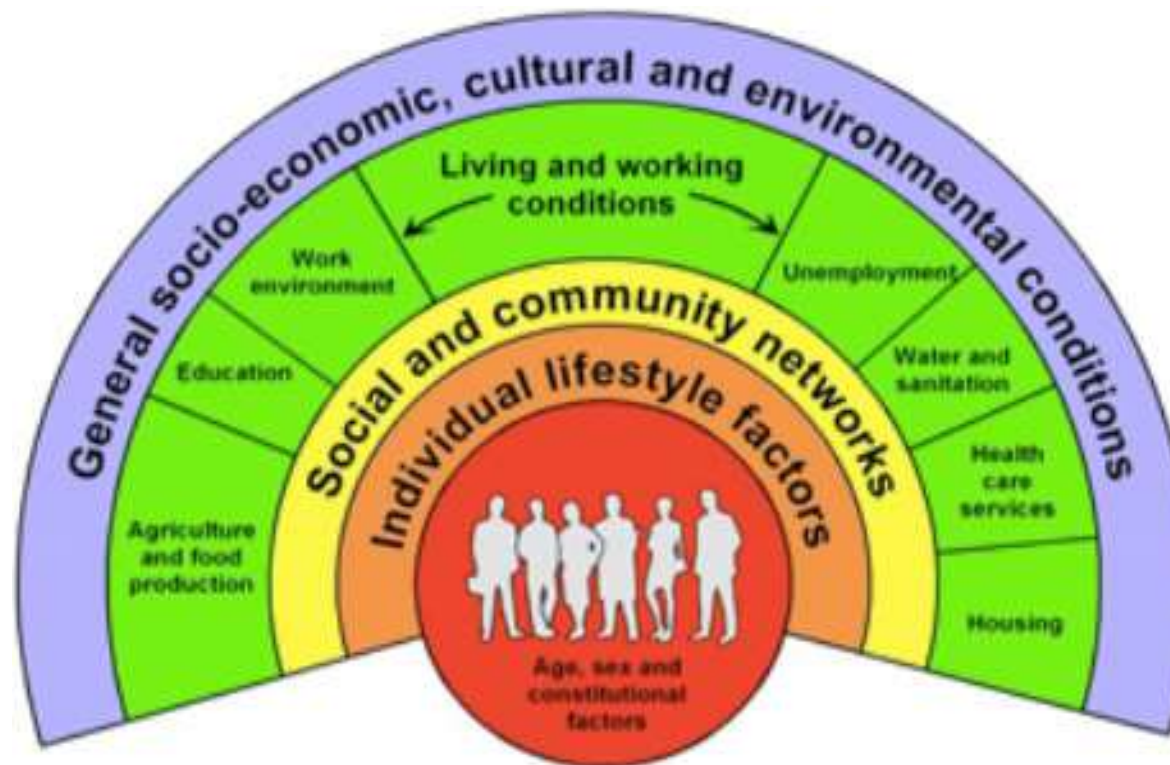 General socio-economic, cultural and environmental conditions
Living and working
conditions
Work
environment
Education
Agriculture
and food
production
Unemployment
Water and
sanitation
Health
care
services
Housing
Social and community networks
Individual lifestyle factors
Age, sex and
constitutional
factors